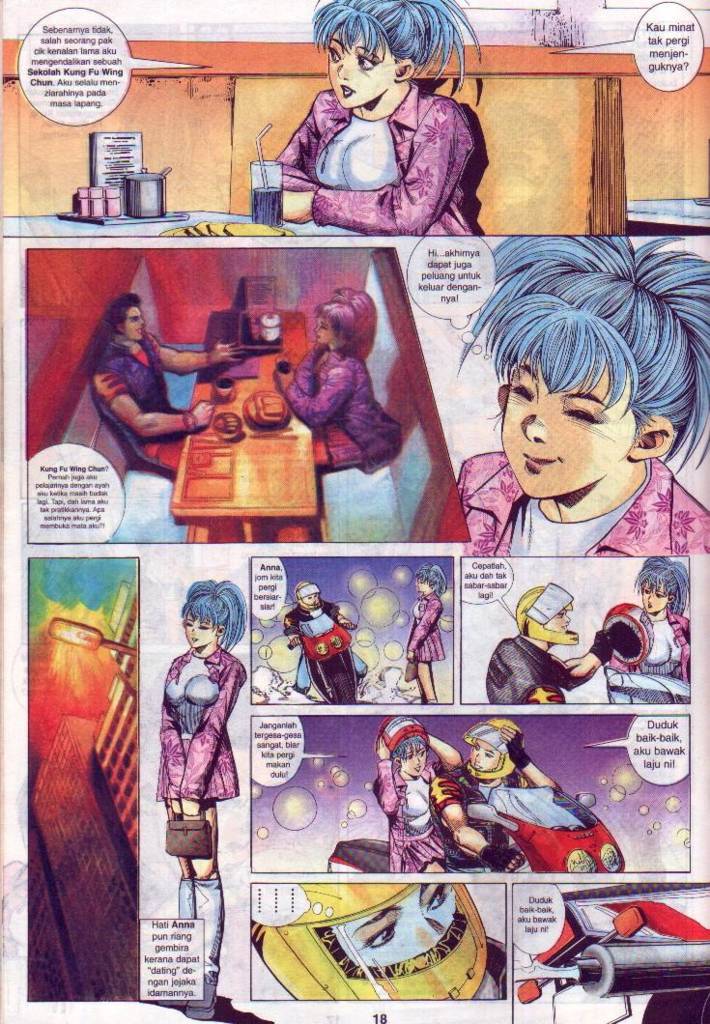 Sebenarnya tidak,
salah seorang pak
cik kenalan lama aku
mengendalikan sebuah
Sekolah Kung Fu Wing
Chun. Aku selalu men-
ziarahinya pada
masa lapang.
Kau minat
tak pergi
menjen-
guknya?
Hi...akhirnya
dapat juga
peluang untuk
keluar dengan-
nya!
Kung Fu Wing Chun?
Pernah juga aku
pelajarinya dengan ayah
aku ketika masih budak
lagi. Tapi, dah lama aku
tak pratikkannya. Apa
salahnya aku pergi
membuka mata aku?!
Hati Anna
pun riang
gembira
kerana dapat
"dating" de-
ngan jejaka
idamannya.
Anna,
jom kita
pergi
bersiar-
siar!
Cepatlah,
aku dah tak
sabar-sabar
lagi!
Janganlah
tergesa-gesa
sangat, biar
kita pergi
makan
dulu!
Duduk
baik-baik,
aku bawak
laju ni!
Duduk
baik-baik,
aku bawak
laju ni!
18